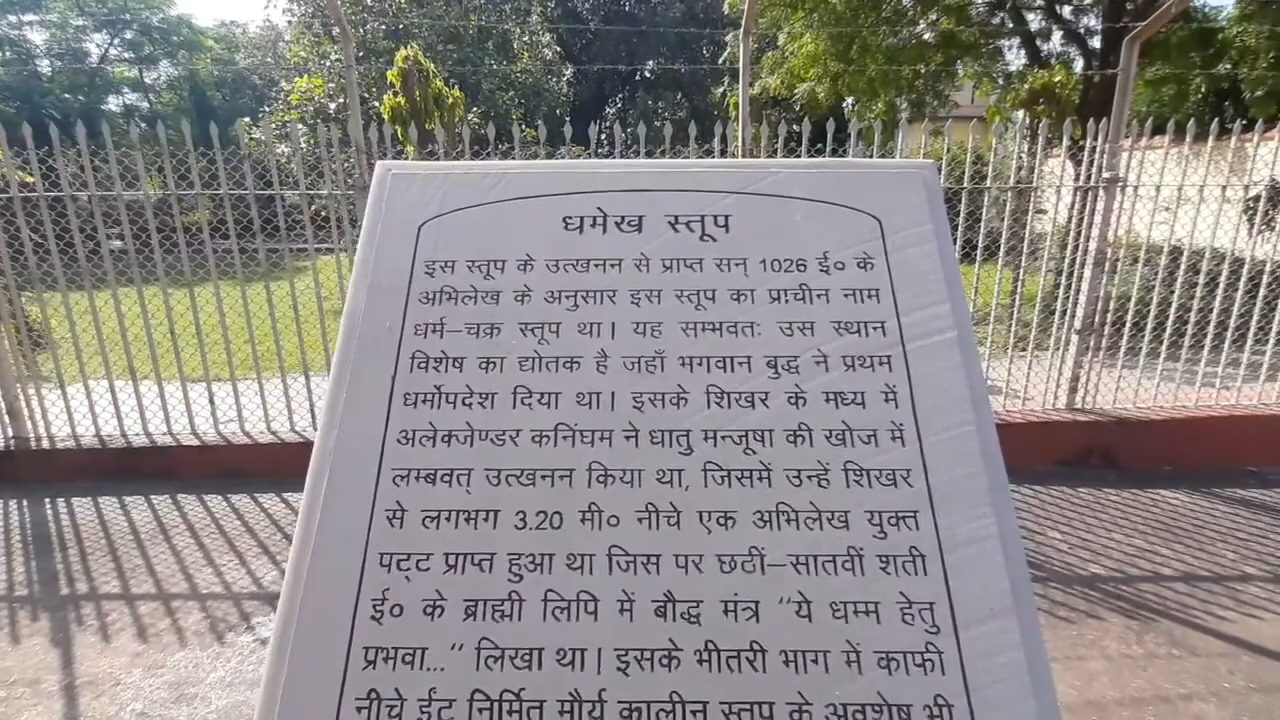 धमेख स्तूप
इस स्तूप के उत्खनन से प्राप्त सन् 1026 ई० के
अभिलेख के अनुसार इस स्तूप का प्राचीन नाम
धर्म–चक्र स्तूप था। यह सम्भवतः उस स्थान
विशेष का द्योतक है जहाँ भगवान बुद्ध ने प्रथम
धर्मोपदेश दिया था। इसके शिखर के मध्य में
अलेक्जेण्डर कनिंघम ने धातु मन्जूषा की खोज में
लम्बवत् उत्खनन किया था, जिसमें उन्हें शिखर
से लगभग 3.20 मी० नीचे एक अभिलेख युक्त
पट्ट प्राप्त हुआ था जिस पर छठीं–सातवीं शती
ई० के ब्राह्मी लिपि में बौद्ध मंत्र “ये धम्म हेतु
प्रभवा...“ लिखा था। इसके भीतरी भाग में काफी
नीचे ईंट निर्मित मौर्य कालीन स्तूप के अवशेष भी